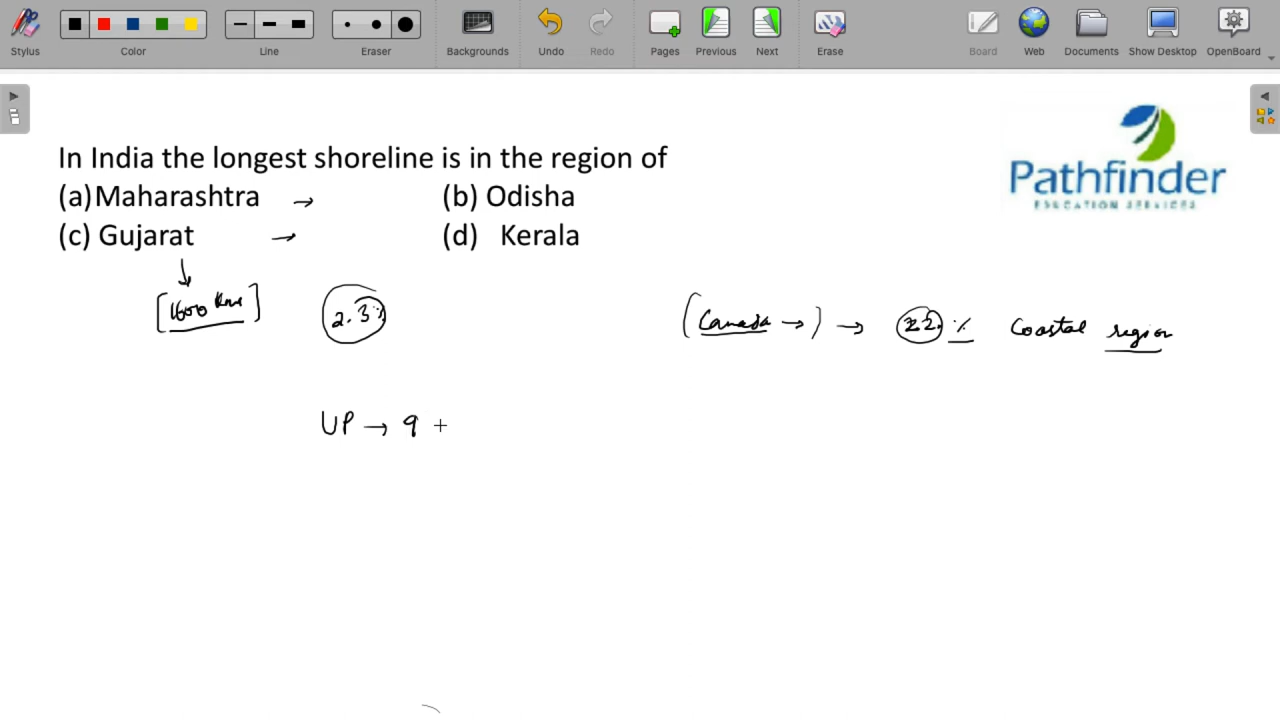 Stylus Color Line Eraser Backgrounds Undo Redo Pages Previous Next Erase Board Web Documents Show Desktop OpenBoard
In India the longest shoreline is in the region of
(a)Maharashtra → (b) Odisha
(c) Gujarat → (d) Kerala
Pathfinder
EDUCATION SERVICES
↓
[1600 Kms] 2.3% (Canada →) → 22.% Coastal region
UP → 9 +